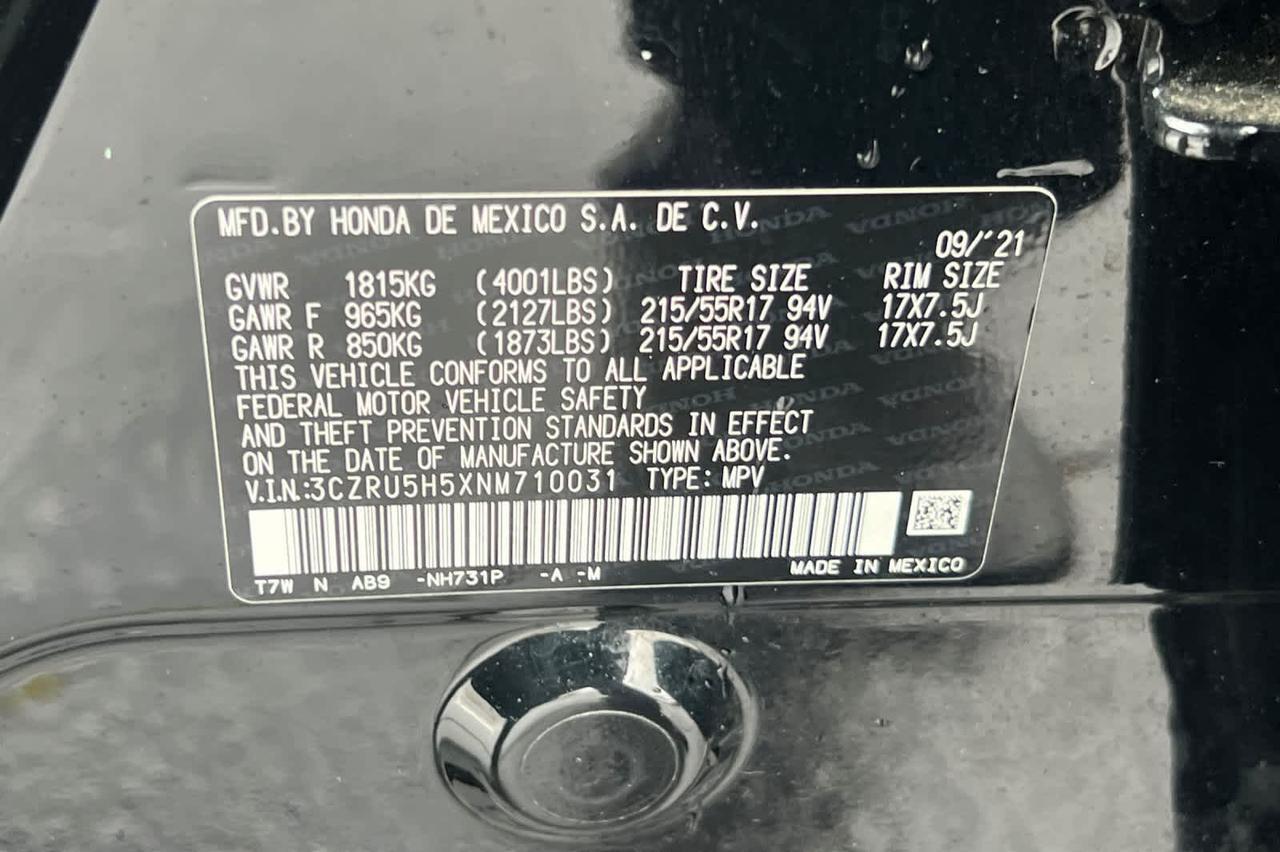 MFD.BY HONDA DE MEXICO S.A. DE C.V.
09/'21
GVWR 1815KG (4001LBS) TIRE SIZE RIM SIZE
GAWR F 965KG (2127LBS) 215/55R17 94V 17X7.5J
GAWR R 850KG (1873LBS) 215/55R17 94V 17X7.5J
THIS VEHICLE CONFORMS TO ALL APPLICABLE
FEDERAL MOTOR VEHICLE SAFETY
AND THEFT PREVENTION STANDARDS IN EFFECT
ON THE DATE OF MANUFACTURE SHOWN ABOVE.
V.I.N.:3CZRU5H5XNM710031 TYPE: MPV
T7W N AB9 -NH731P -A -M MADE IN MEXICO